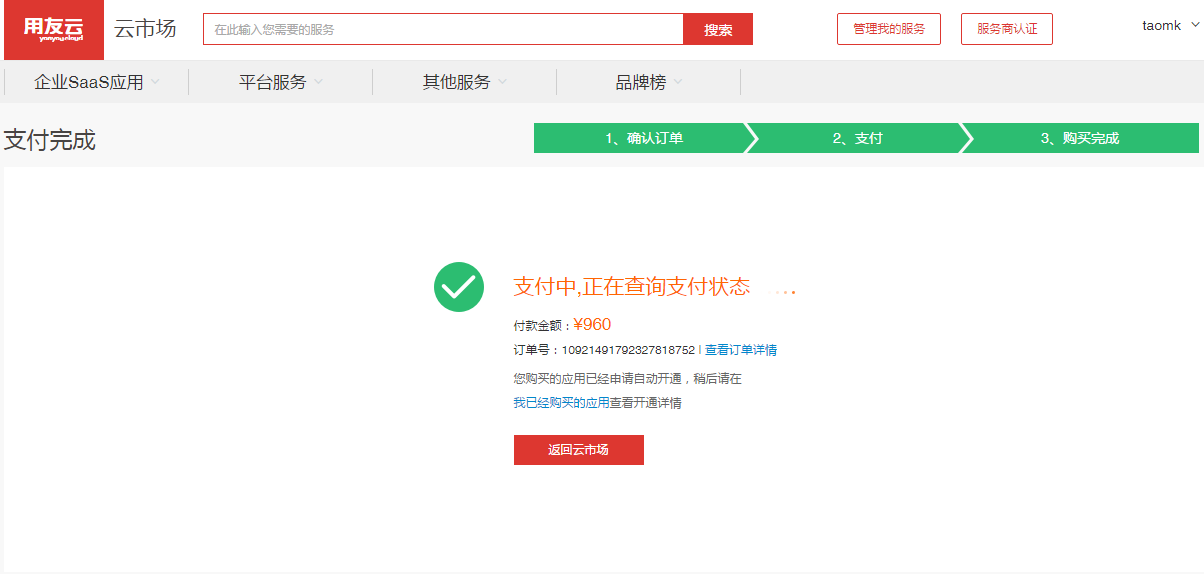 用友云
yonyoucloud
云市场
在此输入您需要的服务
搜索
管理我的服务
服务商认证
taomk
企业SaaS应用
平台服务
其他服务
品牌榜
支付完成
1、确认订单
2、支付
3、购买完成
支付中,正在查询支付状态 ....
付款金额：¥960
订单号：10921491792327818752 | 查看订单详情
您购买的应用已经申请自动开通，稍后请在
我已经购买的应用查看开通详情
返回云市场